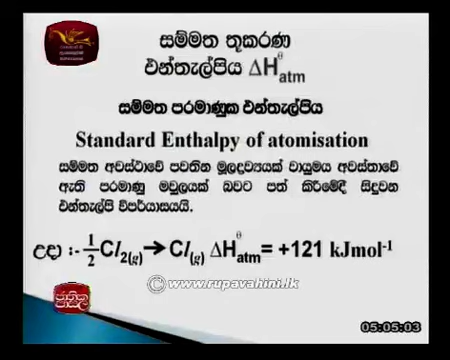 සම්මත තූකරණ
එන්තැල්පිය ΔH°atm
සම්මත පරමාණුක එන්තැල්පිය
Standard Enthalpy of atomisation
සම්මත අවස්ථාවේ පවතින මූලද්‍රව්‍යයක් වායුමය අවස්තාවේ
ඇති පරමාණු මවුලයක් බවට පත් කිරීමේදී සිදුවන
එන්තැල්පි විපර්යාසයයි.
උදා :- ½Cl₂(g) → Cl(g) ΔH°atm = +121 kJmol⁻¹
© www.rupavahini.lk
05:05:03